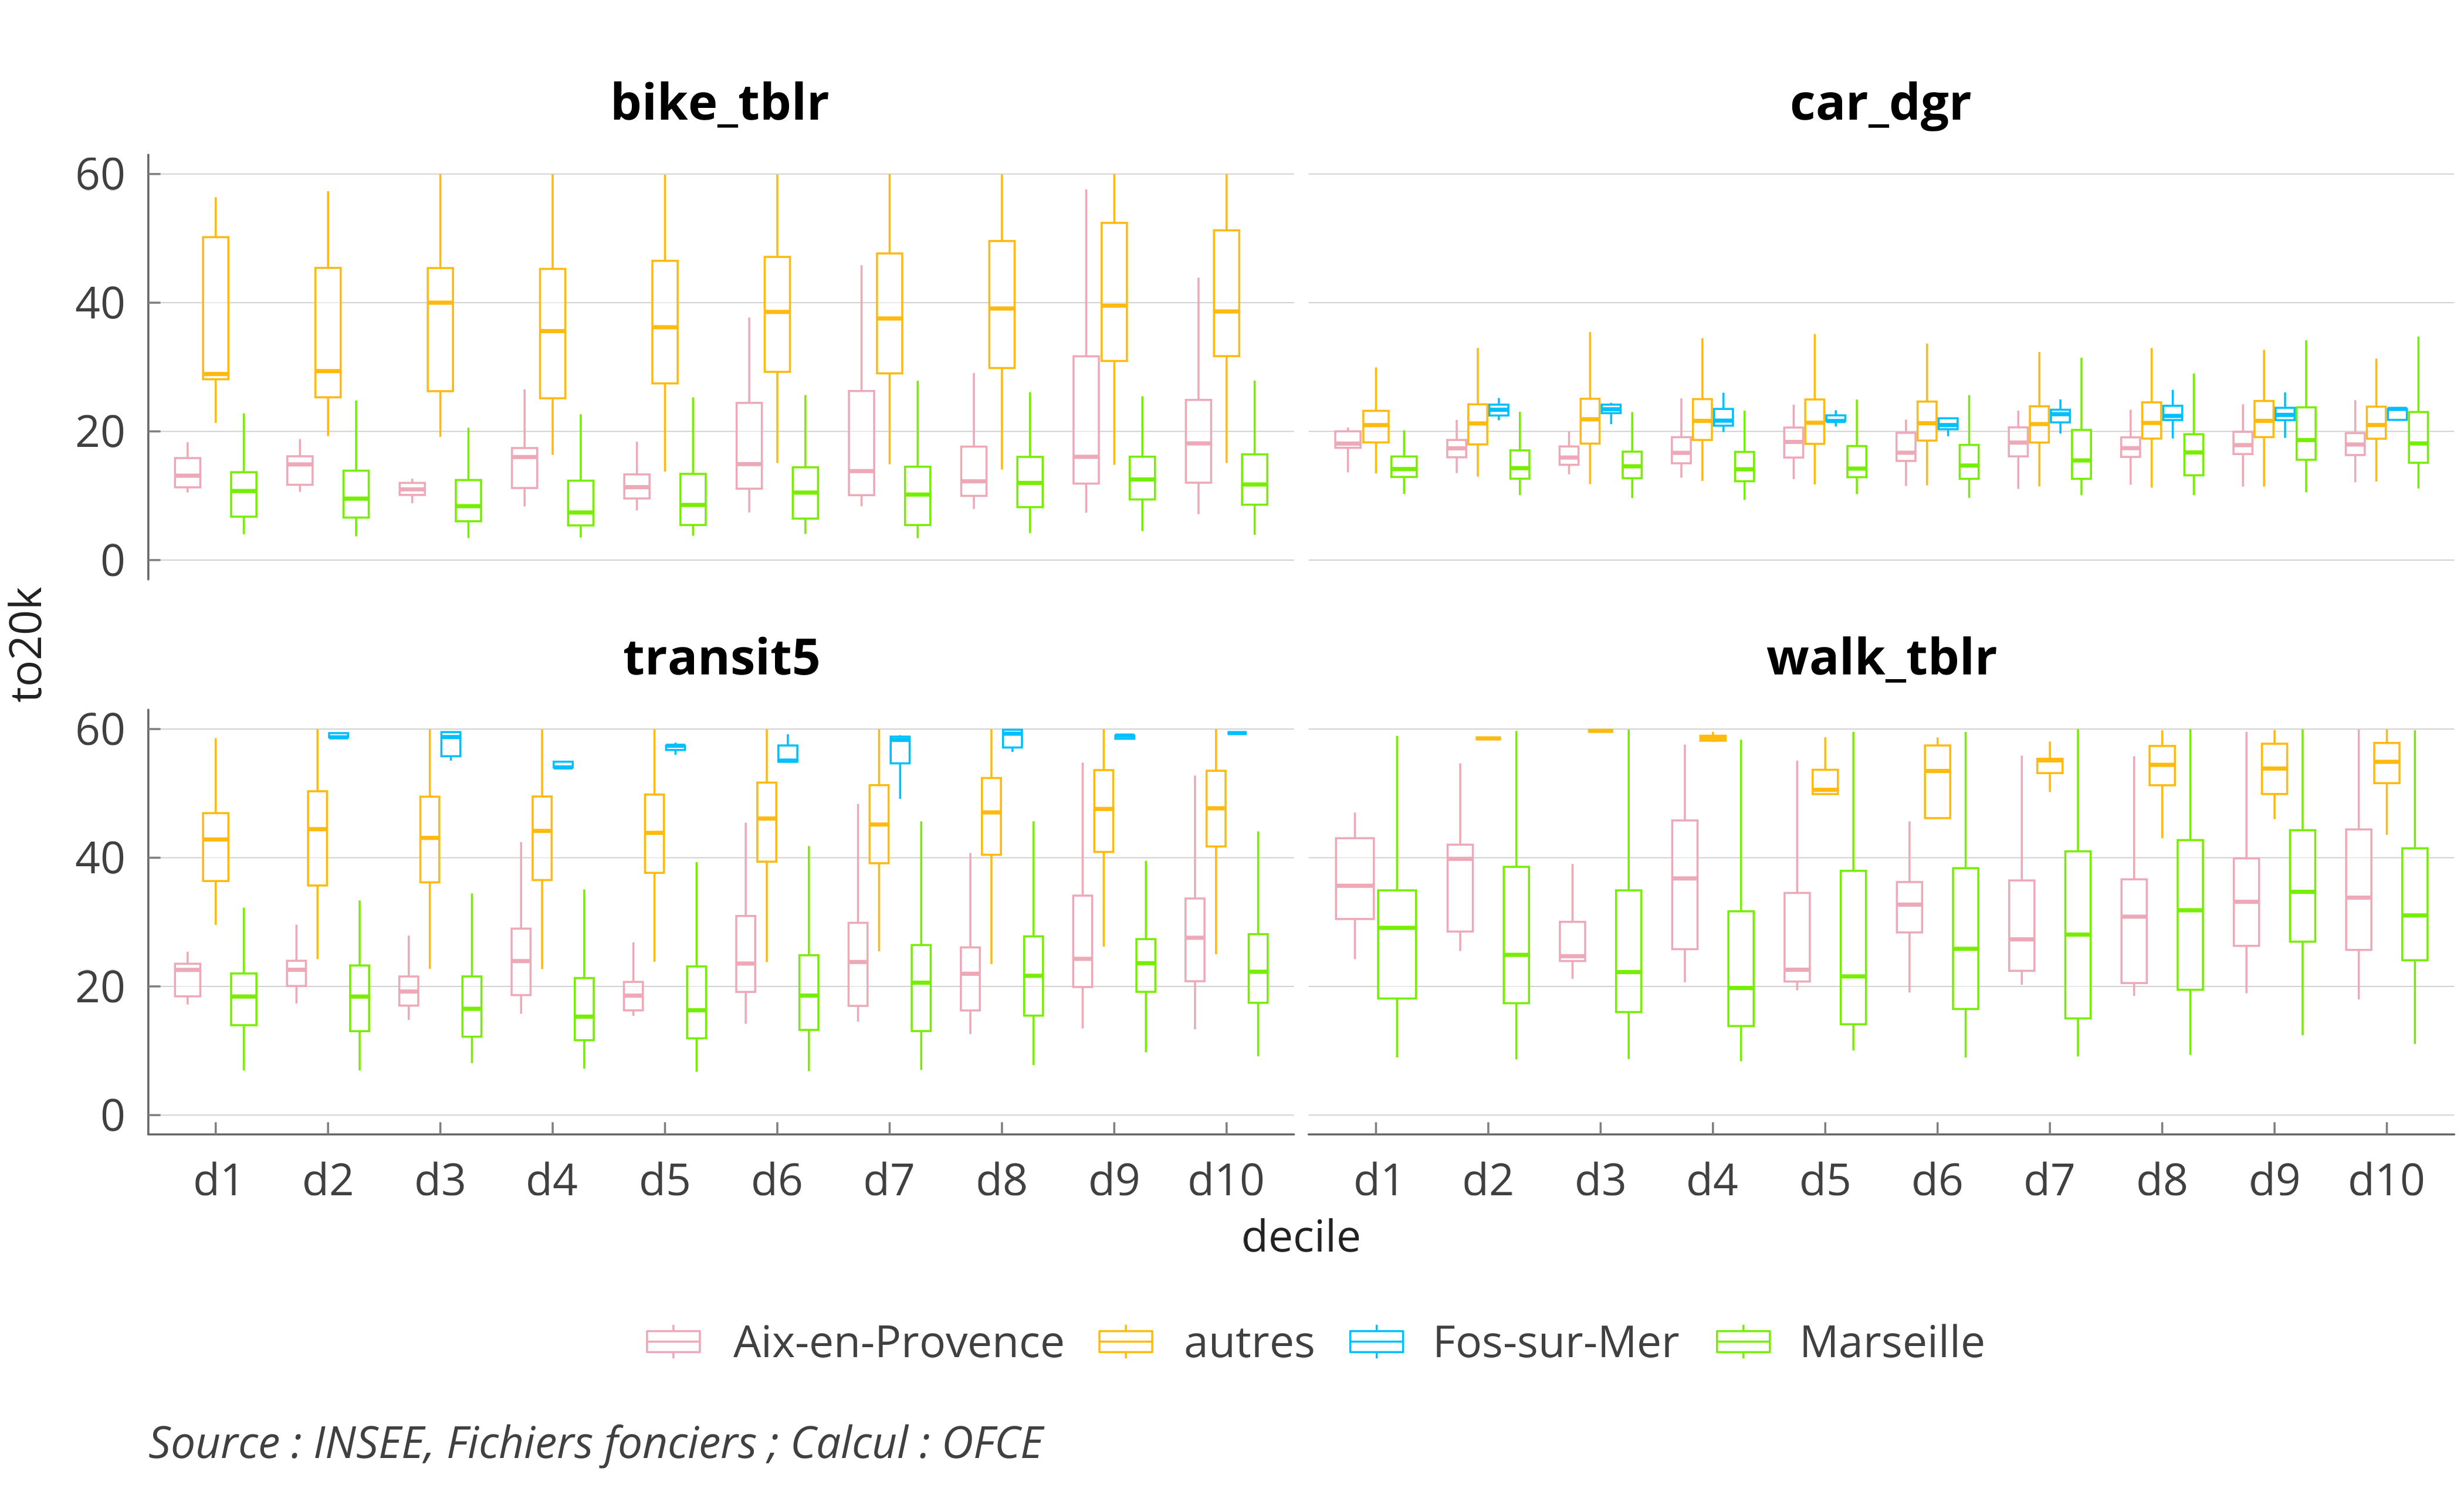 bike_tblr
car_dgr
60
40
20
0
to20k
transit5
walk_tblr
60
40
20
0
d1 d2 d3 d4 d5 d6 d7 d8 d9 d10 d1 d2 d3 d4 d5 d6 d7 d8 d9 d10
decile
Aix-en-Provence autres Fos-sur-Mer Marseille
Source : INSEE, Fichiers fonciers ; Calcul : OFCE